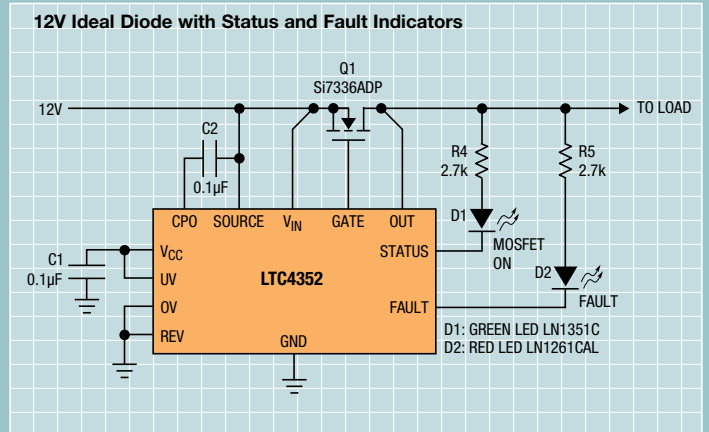 12V Ideal Diode with Status and Fault Indicators
Q1
Si7336ADP
12V
TO LOAD
C2
0.1µF
R4
2.7k
R5
2.7k
CPO SOURCE VIN GATE OUT
D1
MOSFET
ON
STATUS
VCC
C1
0.1µF
UV
LTC4352
D2
FAULT
OV
FAULT
REV
GND
D1: GREEN LED LN1351C
D2: RED LED LN1261CAL